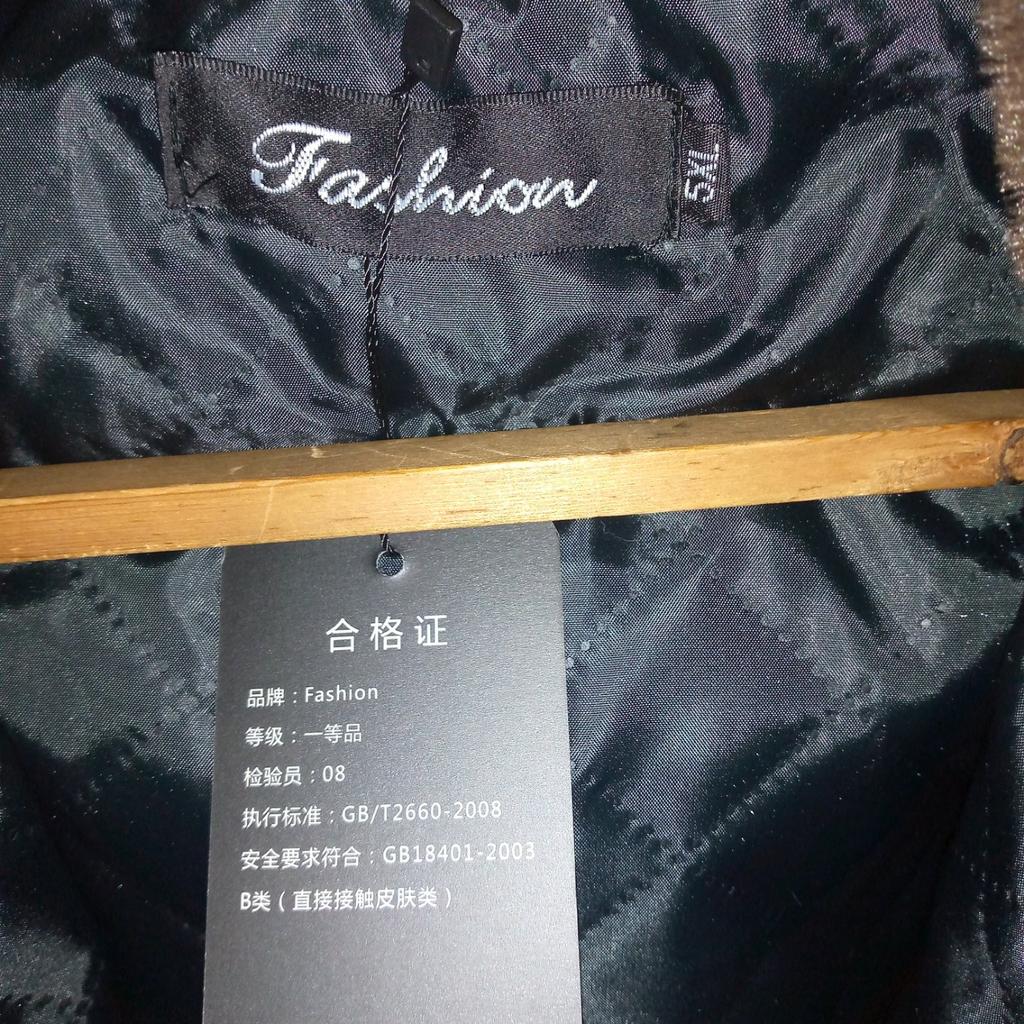 Fashion
5XL
合格证
品牌：Fashion
等级：一等品
检验员：08
执行标准：GB/T2660-2008
安全要求符合：GB18401-2003
B类（直接接触皮肤类）